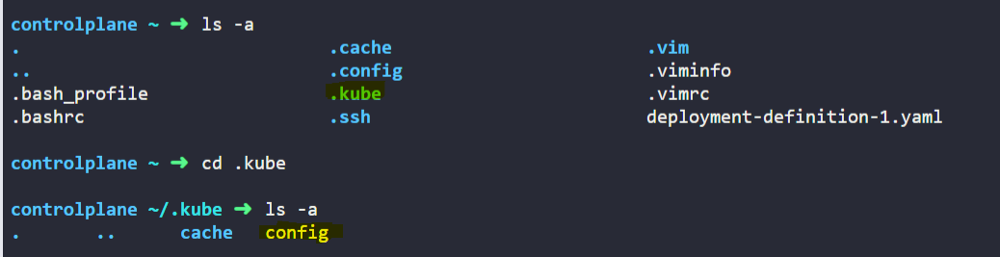 controlplane ~ ➜ ls -a
. .cache .vim
.. .config .viminfo
.bash_profile .kube .vimrc
.bashrc .ssh deployment-definition-1.yaml
controlplane ~ ➜ cd .kube
controlplane ~/.kube ➜ ls -a
. .. cache config